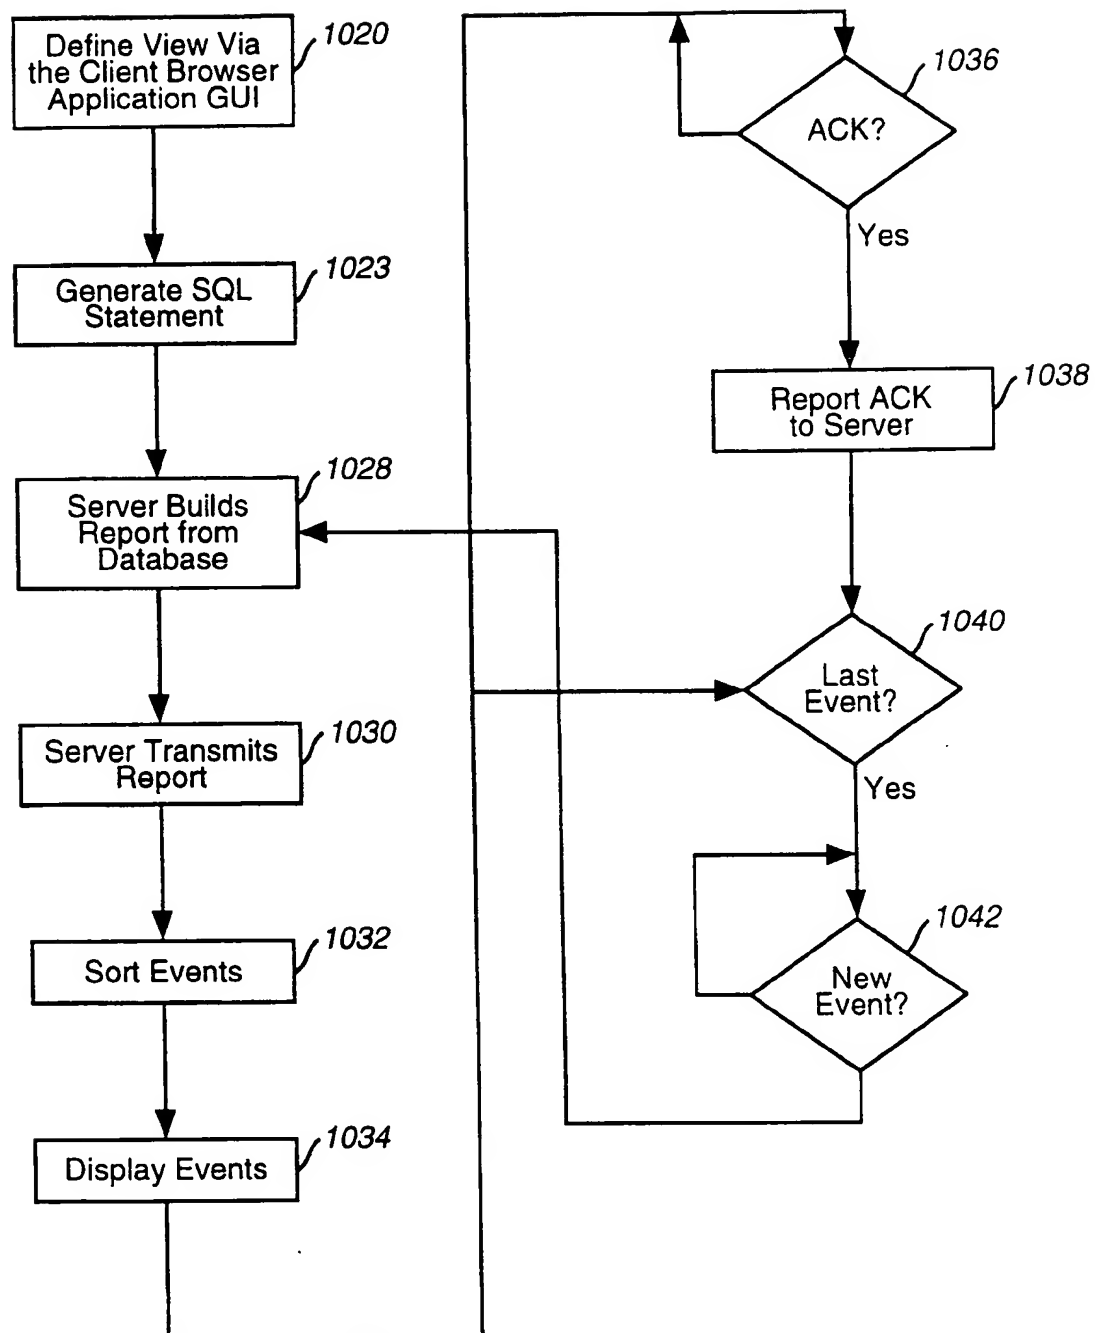 Define View Via
the Client Browser
Application GUI
1020
Generate SQL
Statement
1023
Server Builds
Report from
Database
1028
Server Transmits
Report
1030
Sort Events
1032
Display Events
1034
ACK?
1036
Yes
Report ACK
to Server
1038
Last
Event?
1040
Yes
New
Event?
1042